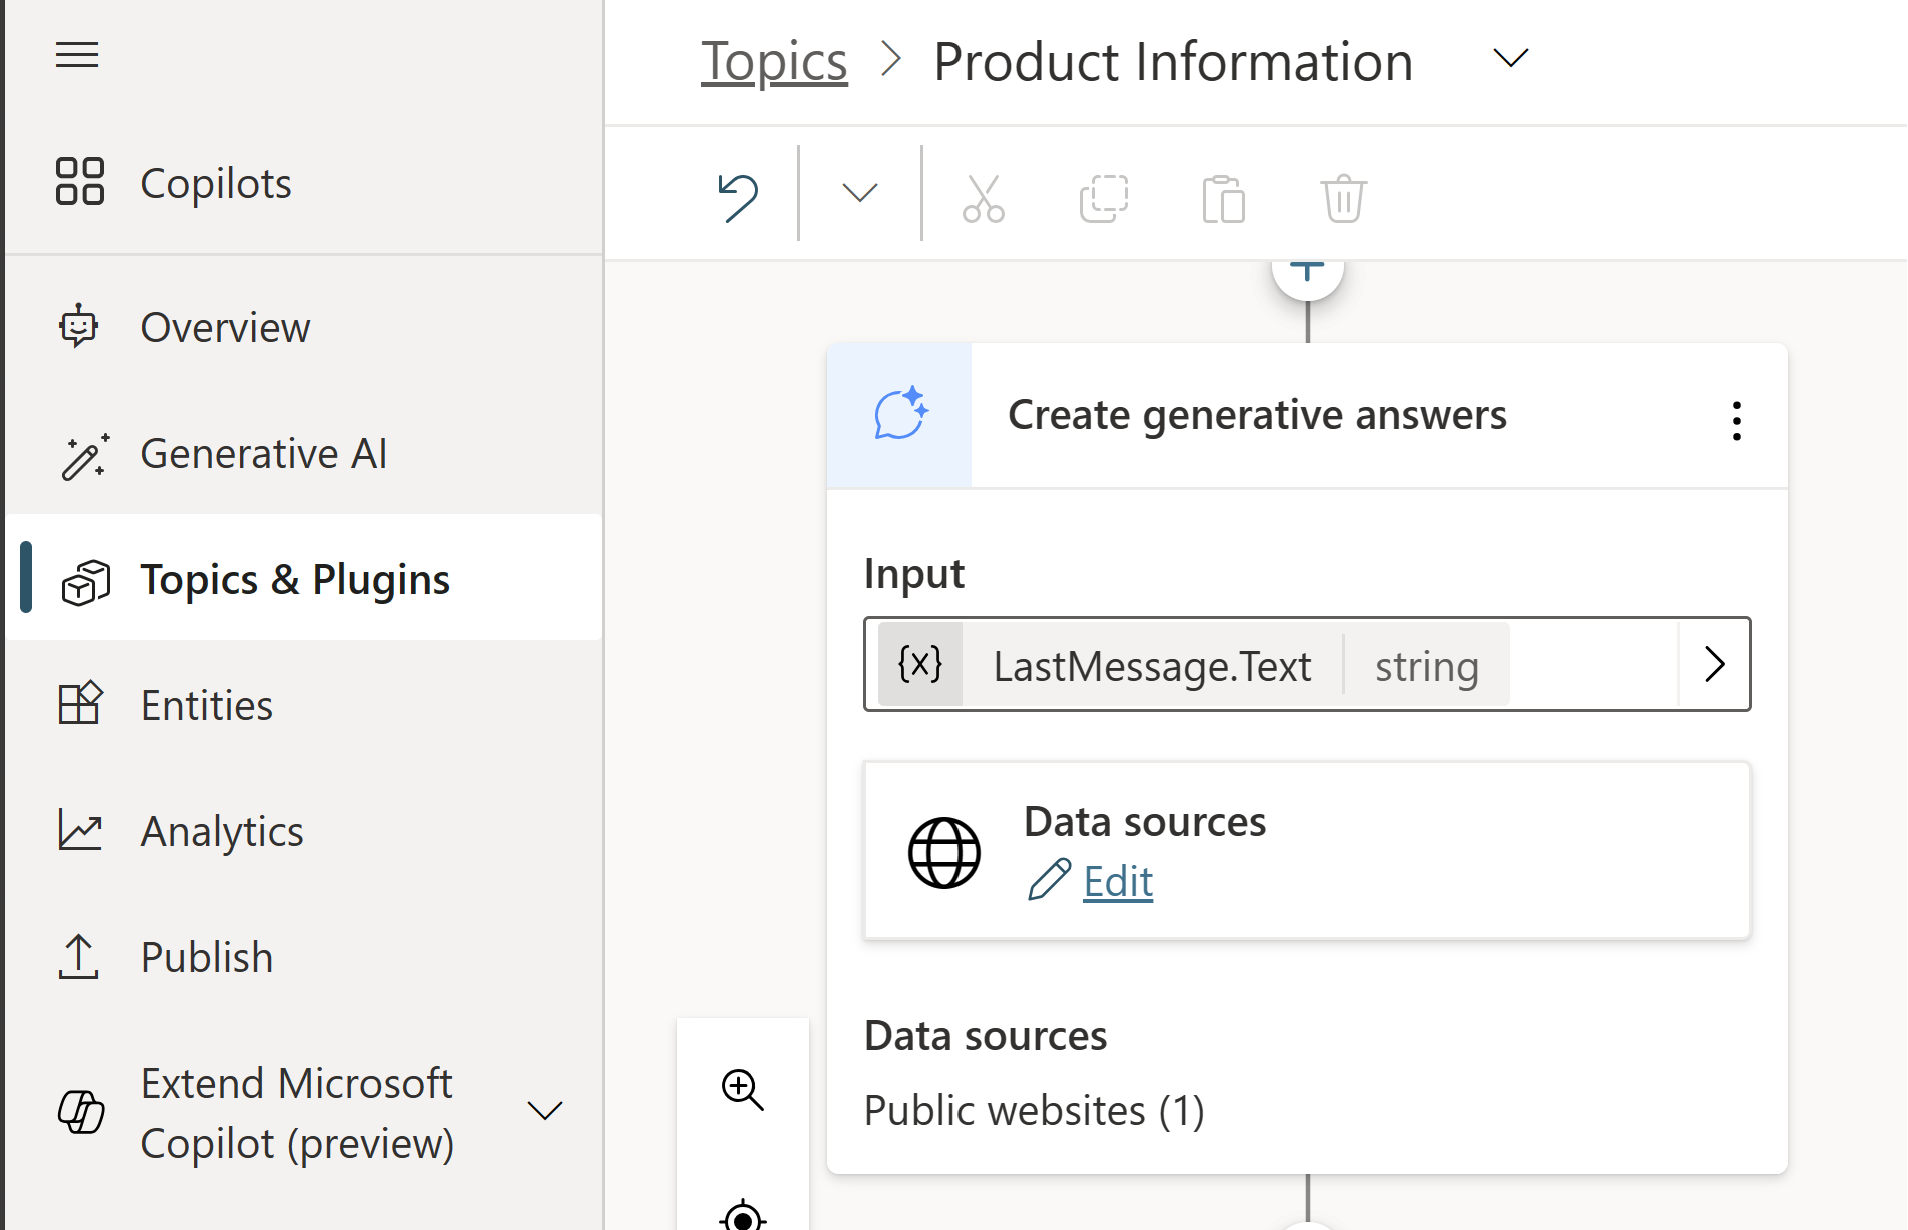 Copilots
Overview
Generative AI
Topics & Plugins
Entities
Analytics
Publish
Extend Microsoft
Copilot (preview)
Topics > Product Information
Create generative answers
Input
{x} LastMessage.Text string
Data sources
Edit
Data sources
Public websites (1)